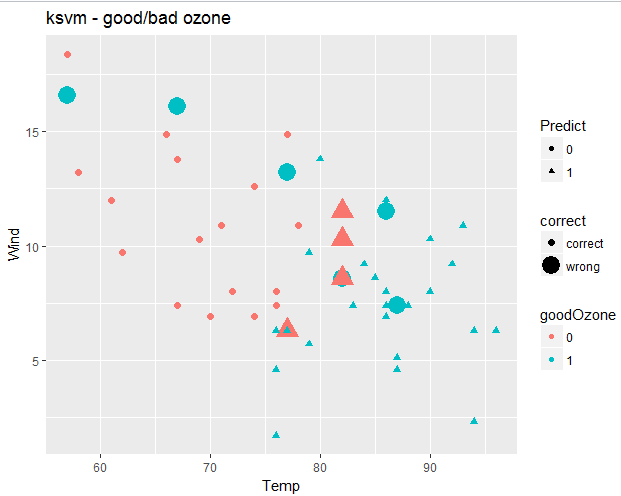 ksvm - good/bad ozone
15
10
5
Wind
60
70
80
90
Temp
Predict
0
1
correct
correct
wrong
goodOzone
0
1